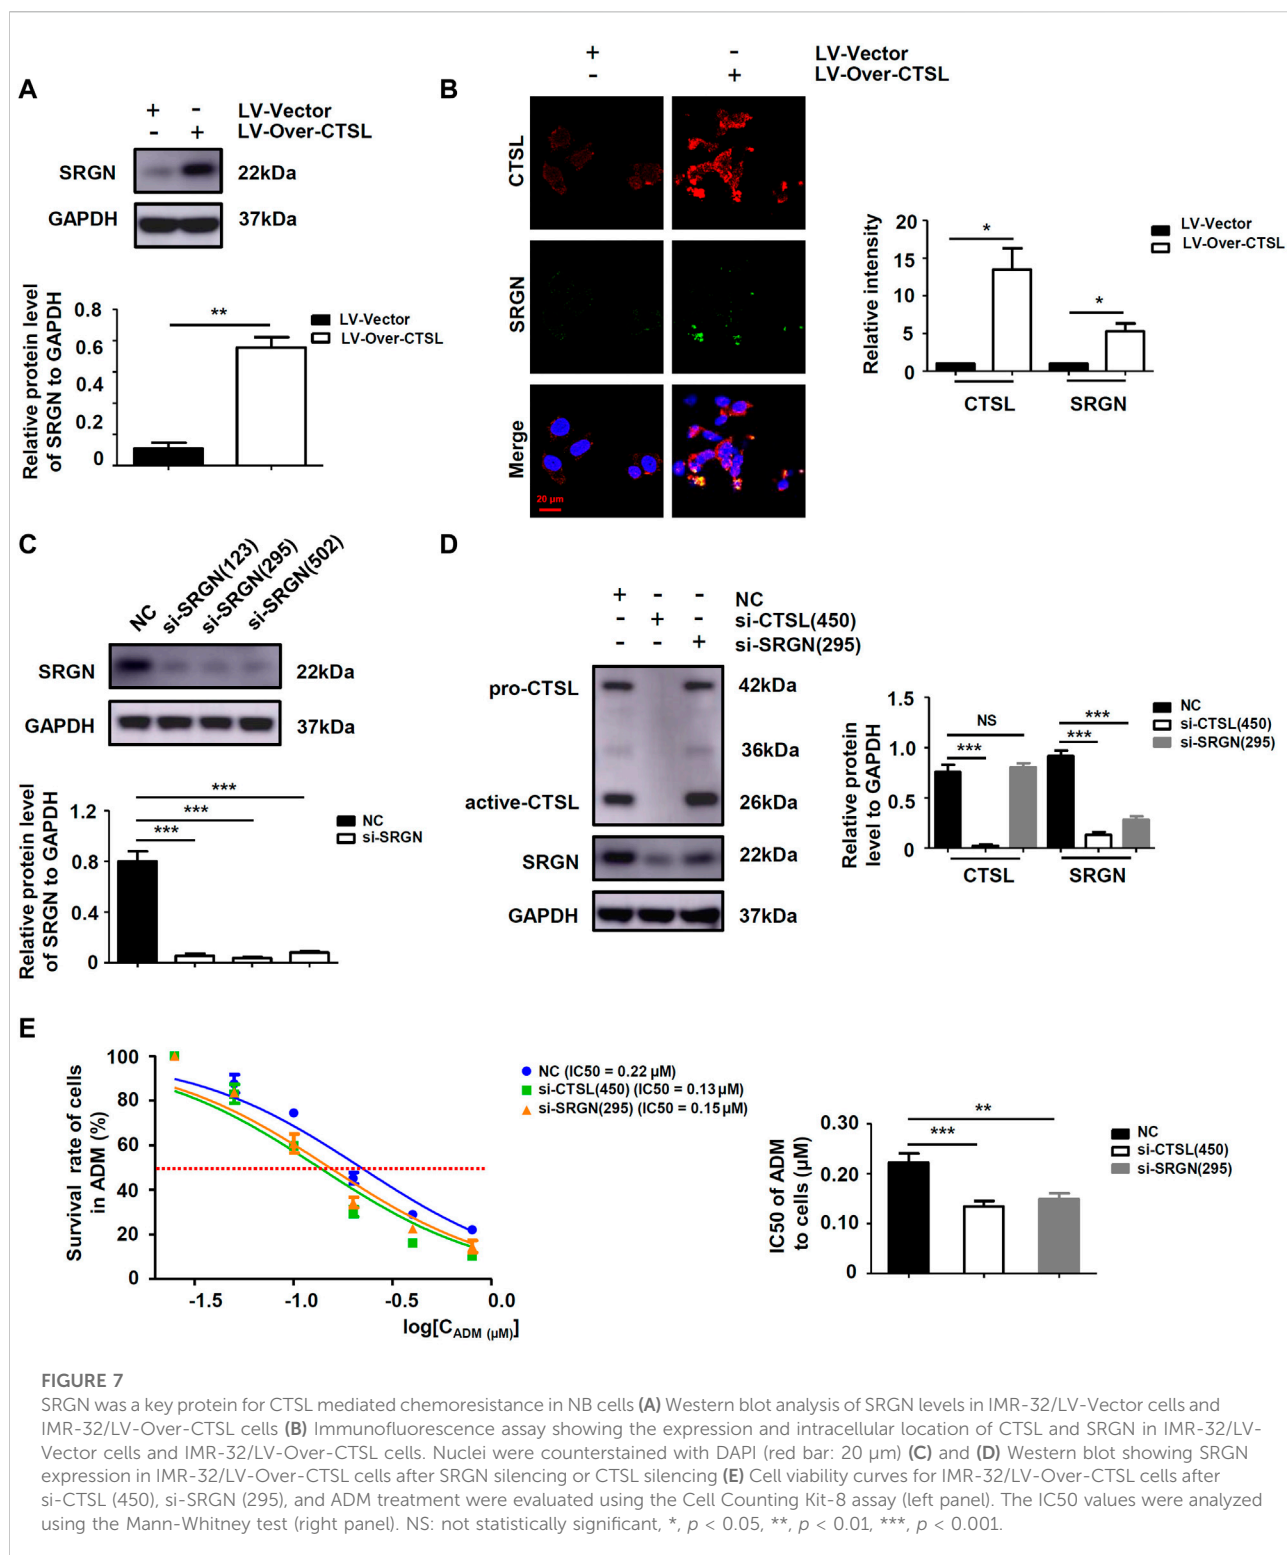 A
+ - LV-Vector
- + LV-Over-CTSL
SRGN 22kDa
GAPDH 37kDa
Relative protein level
of SRGN to GAPDH
0.8
0.6
0.4
0.2
0
**
LV-Vector
LV-Over-CTSL
B
+ - LV-Vector
- + LV-Over-CTSL
CTSL
SRGN
Merge
20 μm
Relative intensity
20
15
10
5
0
*
*
CTSL SRGN
LV-Vector
LV-Over-CTSL
C
NC si-SRGN(123) si-SRGN(295) si-SRGN(502)
SRGN 22kDa
GAPDH 37kDa
Relative protein level
of SRGN to GAPDH
1.2
0.8
0.4
0
***
***
***
NC
si-SRGN
D
+ - - NC
- + - si-CTSL(450)
- - + si-SRGN(295)
pro-CTSL 42kDa
36kDa
active-CTSL 26kDa
SRGN 22kDa
GAPDH 37kDa
Relative protein
level to GAPDH
1.5
1.0
0.5
0
NS
***
***
***
CTSL SRGN
NC
si-CTSL(450)
si-SRGN(295)
E
Survival rate of cells
in ADM (%)
100
80
60
40
20
0
-1.5 -1.0 -0.5 0.0
log[C ADM (μM)]
NC (IC50 = 0.22 μM)
si-CTSL(450) (IC50 = 0.13μM)
si-SRGN(295) (IC50 = 0.15μM)
IC50 of ADM
to cells (μM)
0.30
0.20
0.10
0
**
***
NC
si-CTSL(450)
si-SRGN(295)
FIGURE 7
SRGN was a key protein for CTSL mediated chemoresistance in NB cells (A) Western blot analysis of SRGN levels in IMR-32/LV-Vector cells and
IMR-32/LV-Over-CTSL cells (B) Immunofluorescence assay showing the expression and intracellular location of CTSL and SRGN in IMR-32/LV-
Vector cells and IMR-32/LV-Over-CTSL cells. Nuclei were counterstained with DAPI (red bar: 20 μm) (C) and (D) Western blot showing SRGN
expression in IMR-32/LV-Over-CTSL cells after SRGN silencing or CTSL silencing (E) Cell viability curves for IMR-32/LV-Over-CTSL cells after
si-CTSL (450), si-SRGN (295), and ADM treatment were evaluated using the Cell Counting Kit-8 assay (left panel). The IC50 values were analyzed
using the Mann-Whitney test (right panel). NS: not statistically significant, *, p < 0.05, **, p < 0.01, ***, p < 0.001.